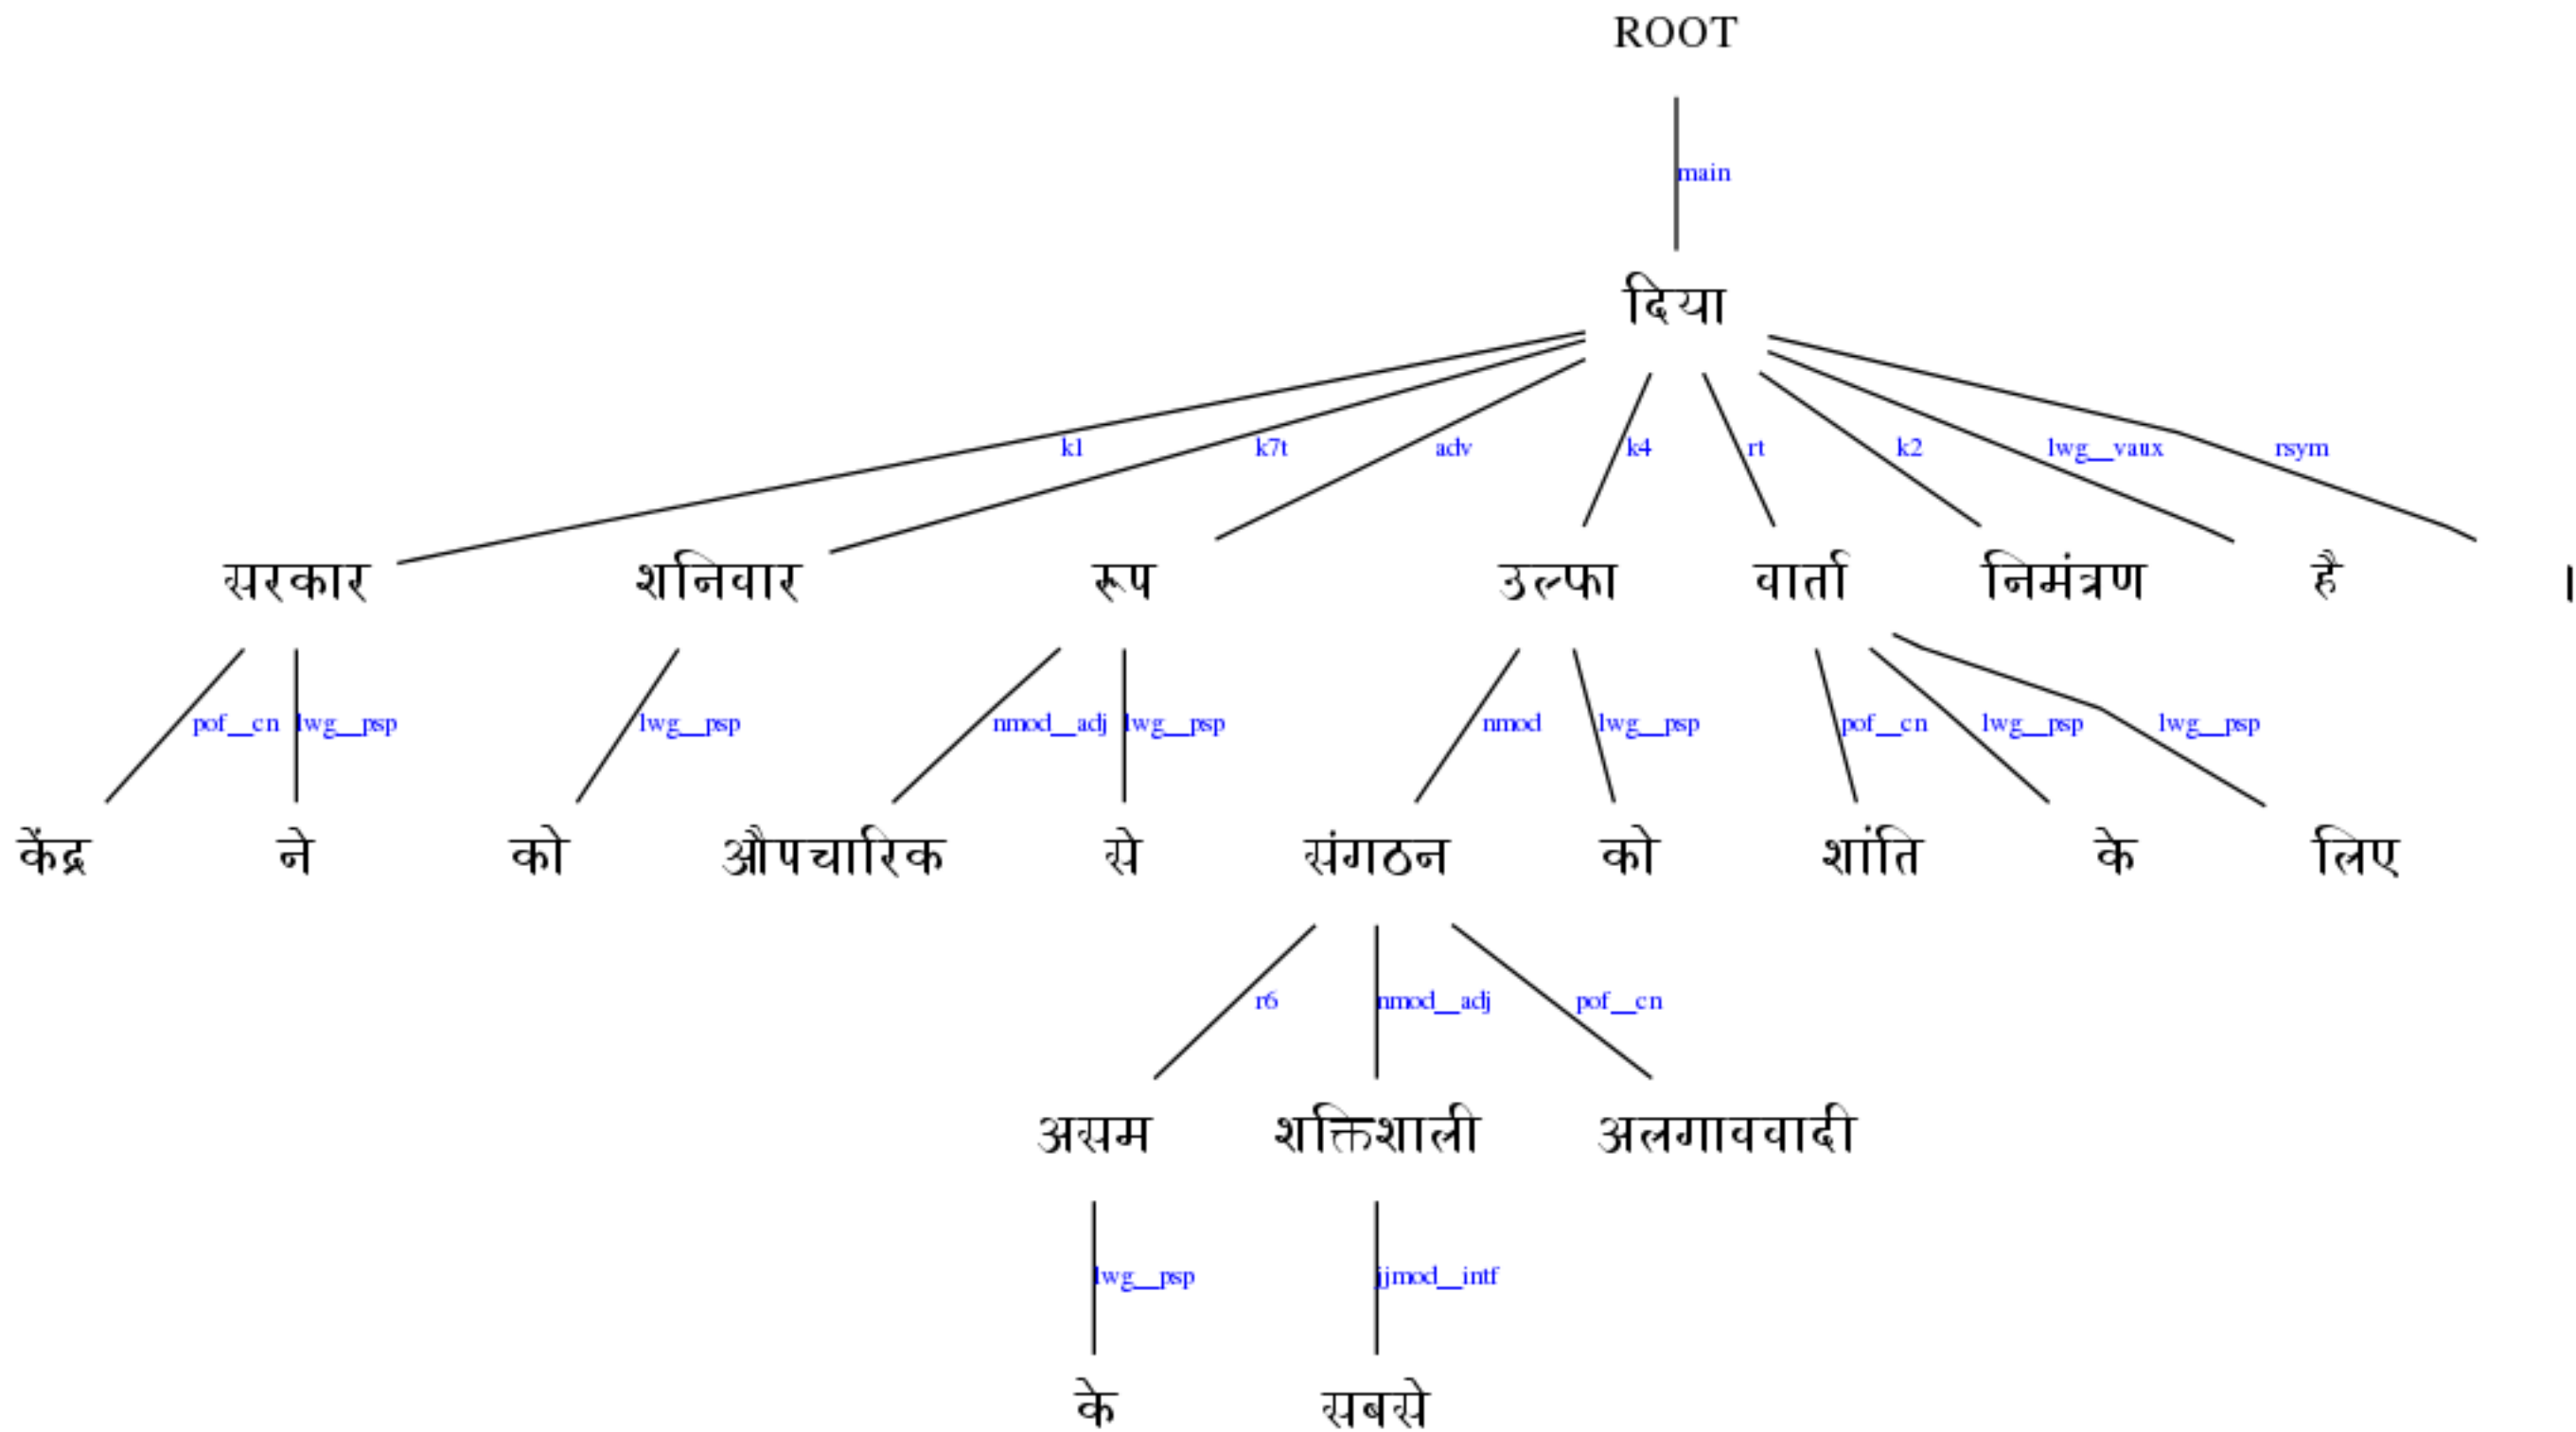 ROOT
main
दिया
k1 k7t adv k4 rt k2 lwg__vaux rsym
सरकार शनिवार रूप उल्फा वार्ता निमंत्रण है ।
pof__cn lwg__psp lwg__psp nmod__adj lwg__psp nmod lwg__psp pof__cn lwg__psp lwg__psp
केंद्र ने को औपचारिक से संगठन को शांति के लिए
r6 nmod__adj pof__cn
असम शक्तिशाली अलगाववादी
lwg__psp jjmod__intf
के सबसे